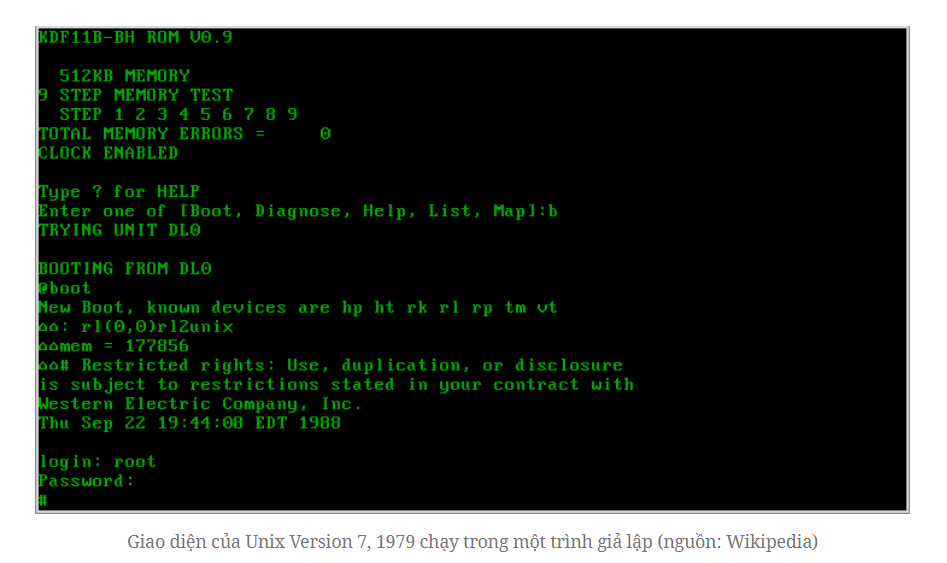 KDF11B-BH ROM V0.9
512KB MEMORY
9 STEP MEMORY TEST
STEP 1 2 3 4 5 6 7 8 9
TOTAL MEMORY ERRORS = 0
CLOCK ENABLED
Type ? for HELP
Enter one of [Boot, Diagnose, Help, List, Map]:b
TRYING UNIT DL0
BOOTING FROM DL0
@boot
New Boot, known devices are hp ht rk rl rp tm vt
⌂⌂: rl(0,0)rl2unix
⌂⌂mem = 177856
⌂⌂# Restricted rights: Use, duplication, or disclosure
is subject to restrictions stated in your contract with
Western Electric Company, Inc.
Thu Sep 22 19:44:08 EDT 1988
login: root
Password:
#
Giao diện của Unix Version 7, 1979 chạy trong một trình giả lập (nguồn: Wikipedia)